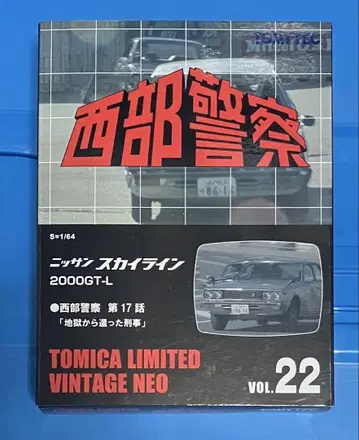 西部警察
S=1/64
ニッサン スカイライン
2000GT-L
●西部警察 第17話
「地獄から還った刑事」
TOMICA LIMITED
VINTAGE NEO
VOL.22